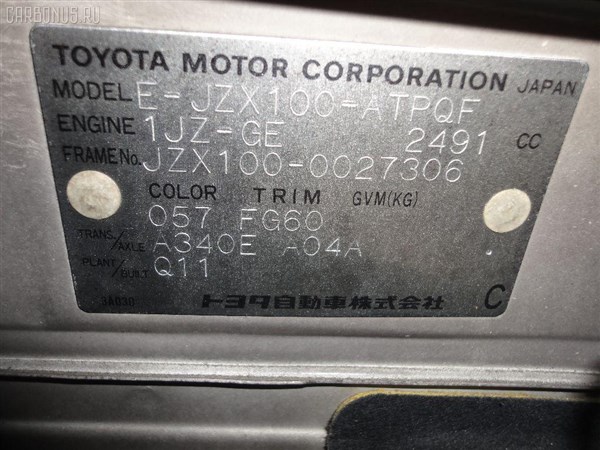 CARBONUS.RU
TOYOTA MOTOR CORPORATION JAPAN
MODEL E-JZX100-ATPQF
ENGINE 1JZ-GE 2491 CC
FRAME No. JZX100-0027306
COLOR TRIM GVM(KG)
057 FG60
TRANS./AXLE A340E A04A
PLANT/BUILT Q11
3A030 トヨタ自動車株式会社 C